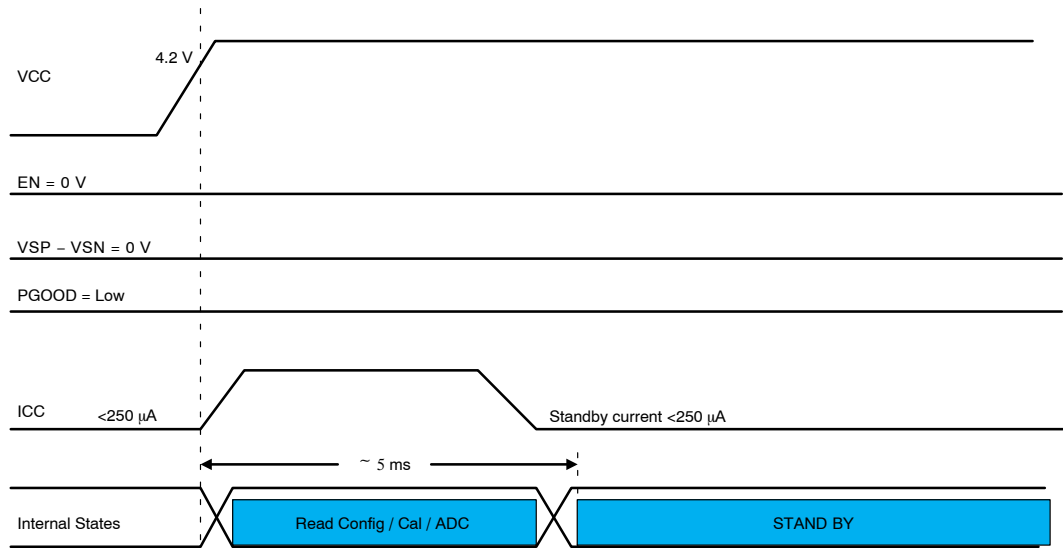 4.2 V
VCC
EN = 0 V
VSP − VSN = 0 V
PGOOD = Low
ICC <250 μA Standby current <250 μA
~ 5 ms
Internal States Read Config / Cal / ADC STAND BY